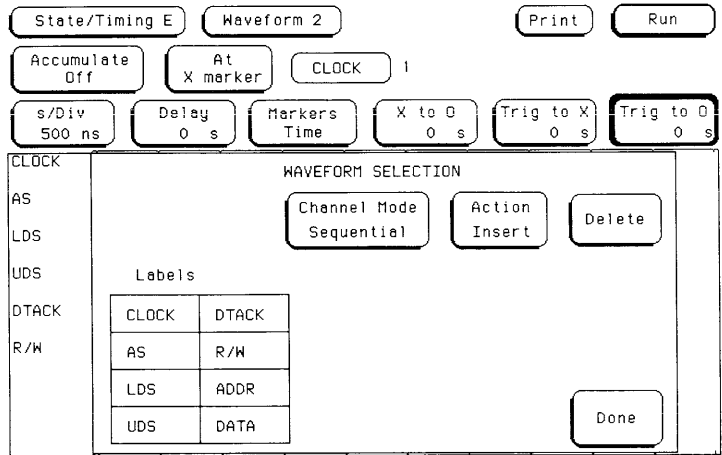 State/Timing E Waveform 2 Print Run
Accumulate Off At X marker CLOCK 1
s/Div 500 ns Delay 0 s Markers Time X to O 0 s Trig to X 0 s Trig to O 0 s
CLOCK
AS
LDS
UDS
DTACK
R/W
WAVEFORM SELECTION
Channel Mode Sequential Action Insert Delete
Labels
CLOCK DTACK
AS R/W
LDS ADDR
UDS DATA
Done